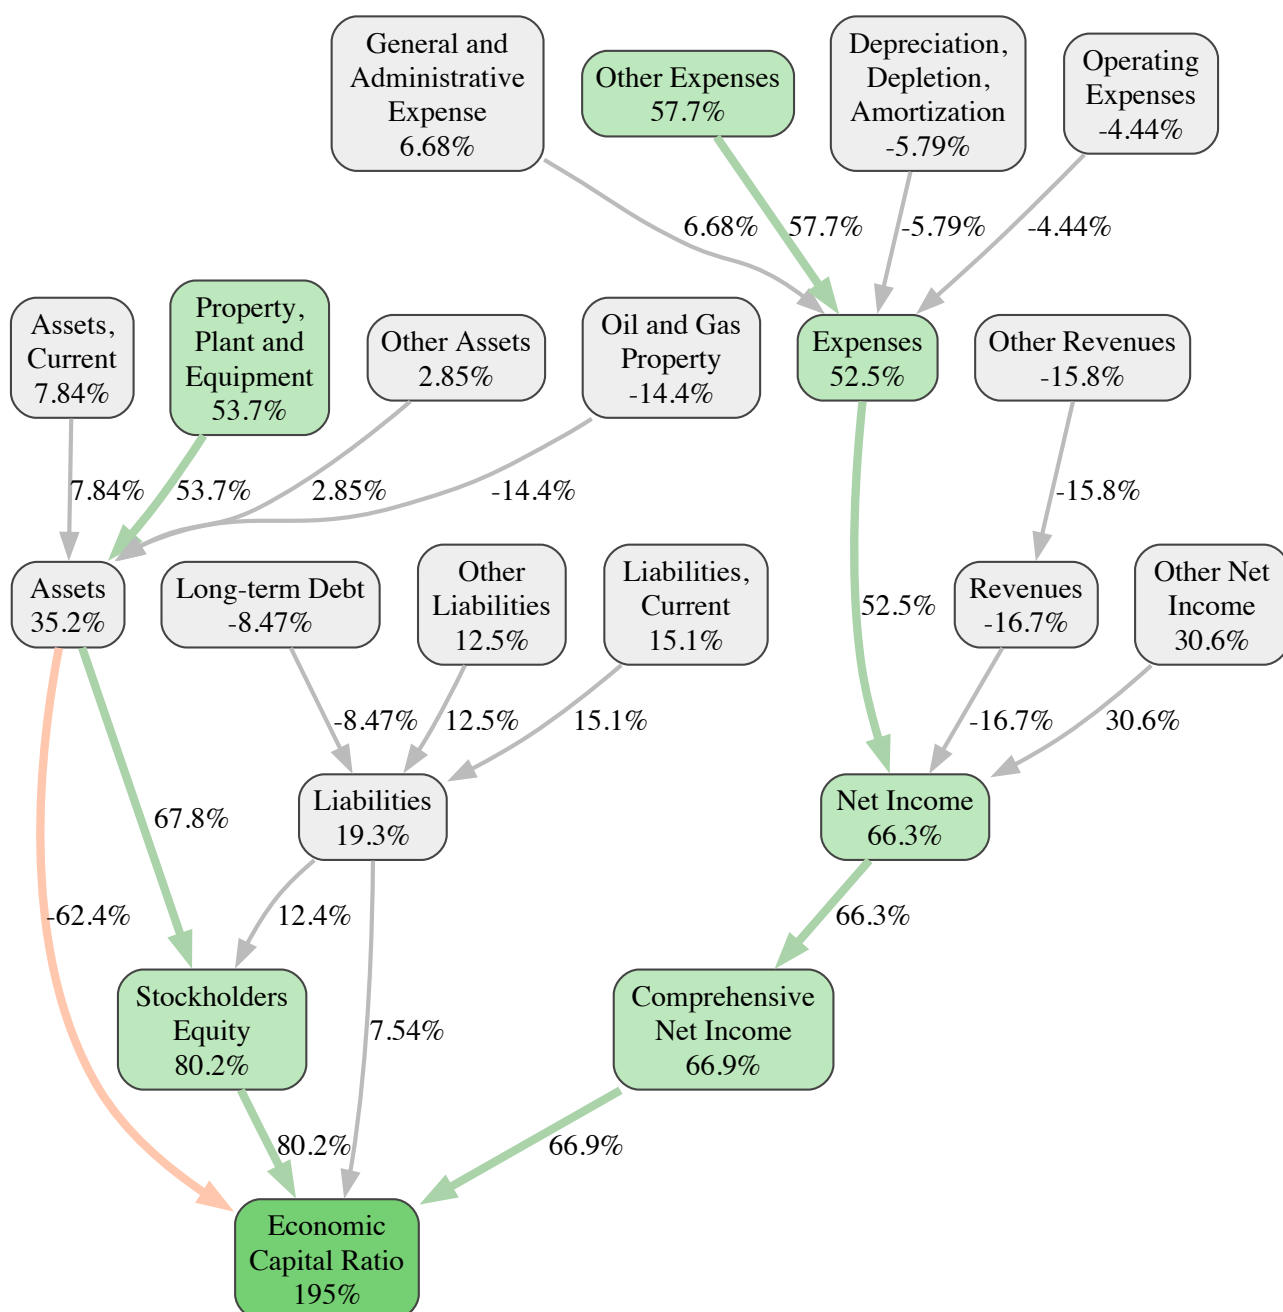 General and
Administrative
Expense
6.68%
Other Expenses
57.7%
Depreciation,
Depletion,
Amortization
-5.79%
Operating
Expenses
-4.44%
6.68%
57.7%
-5.79%
-4.44%
Assets,
Current
7.84%
Property,
Plant and
Equipment
53.7%
Other Assets
2.85%
Oil and Gas
Property
-14.4%
Expenses
52.5%
Other Revenues
-15.8%
7.84%
53.7%
2.85%
-14.4%
-15.8%
Assets
35.2%
Long-term Debt
-8.47%
Other
Liabilities
12.5%
Liabilities,
Current
15.1%
52.5%
Revenues
-16.7%
Other Net
Income
30.6%
-8.47%
12.5%
15.1%
-16.7%
30.6%
67.8%
Liabilities
19.3%
Net Income
66.3%
-62.4%
12.4%
66.3%
Stockholders
Equity
80.2%
7.54%
Comprehensive
Net Income
66.9%
80.2%
66.9%
Economic
Capital Ratio
195%